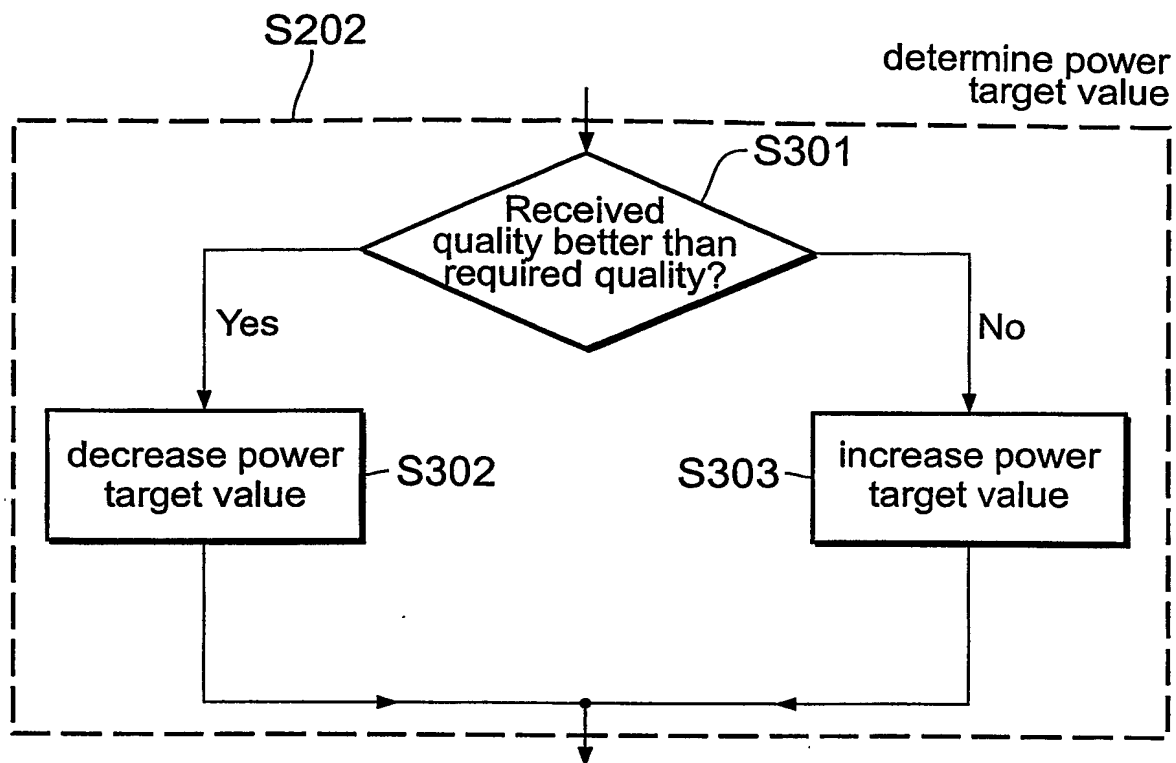 S202
determine power
target value
S301
Received
quality better than
required quality?
Yes
No
decrease power
target value
S302
S303
increase power
target value